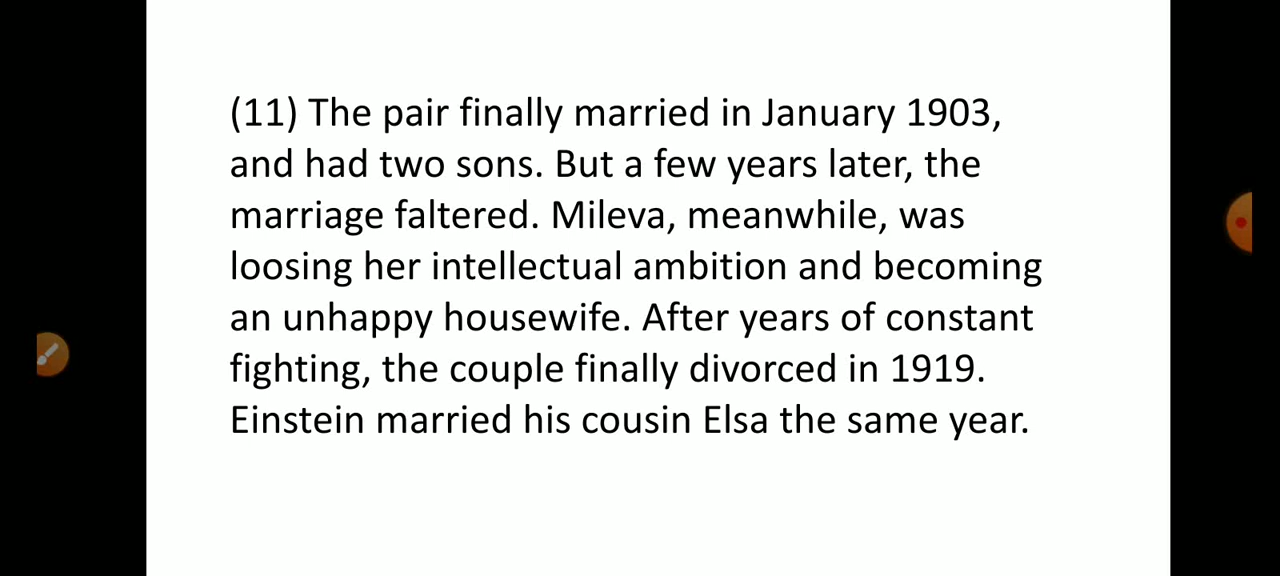 (11) The pair finally married in January 1903,
and had two sons. But a few years later, the
marriage faltered. Mileva, meanwhile, was
loosing her intellectual ambition and becoming
an unhappy housewife. After years of constant
fighting, the couple finally divorced in 1919.
Einstein married his cousin Elsa the same year.